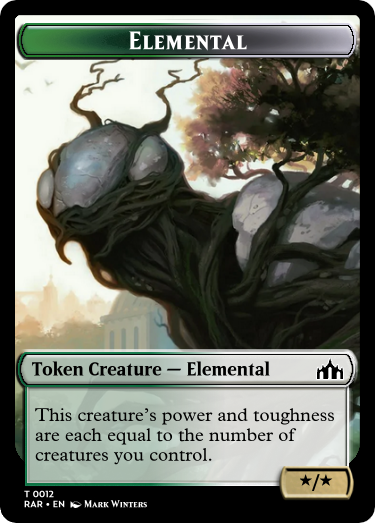 Elemental
Token Creature — Elemental
This creature's power and toughness
are each equal to the number of
creatures you control.
★/★
T 0012
RAR • EN Mark Winters